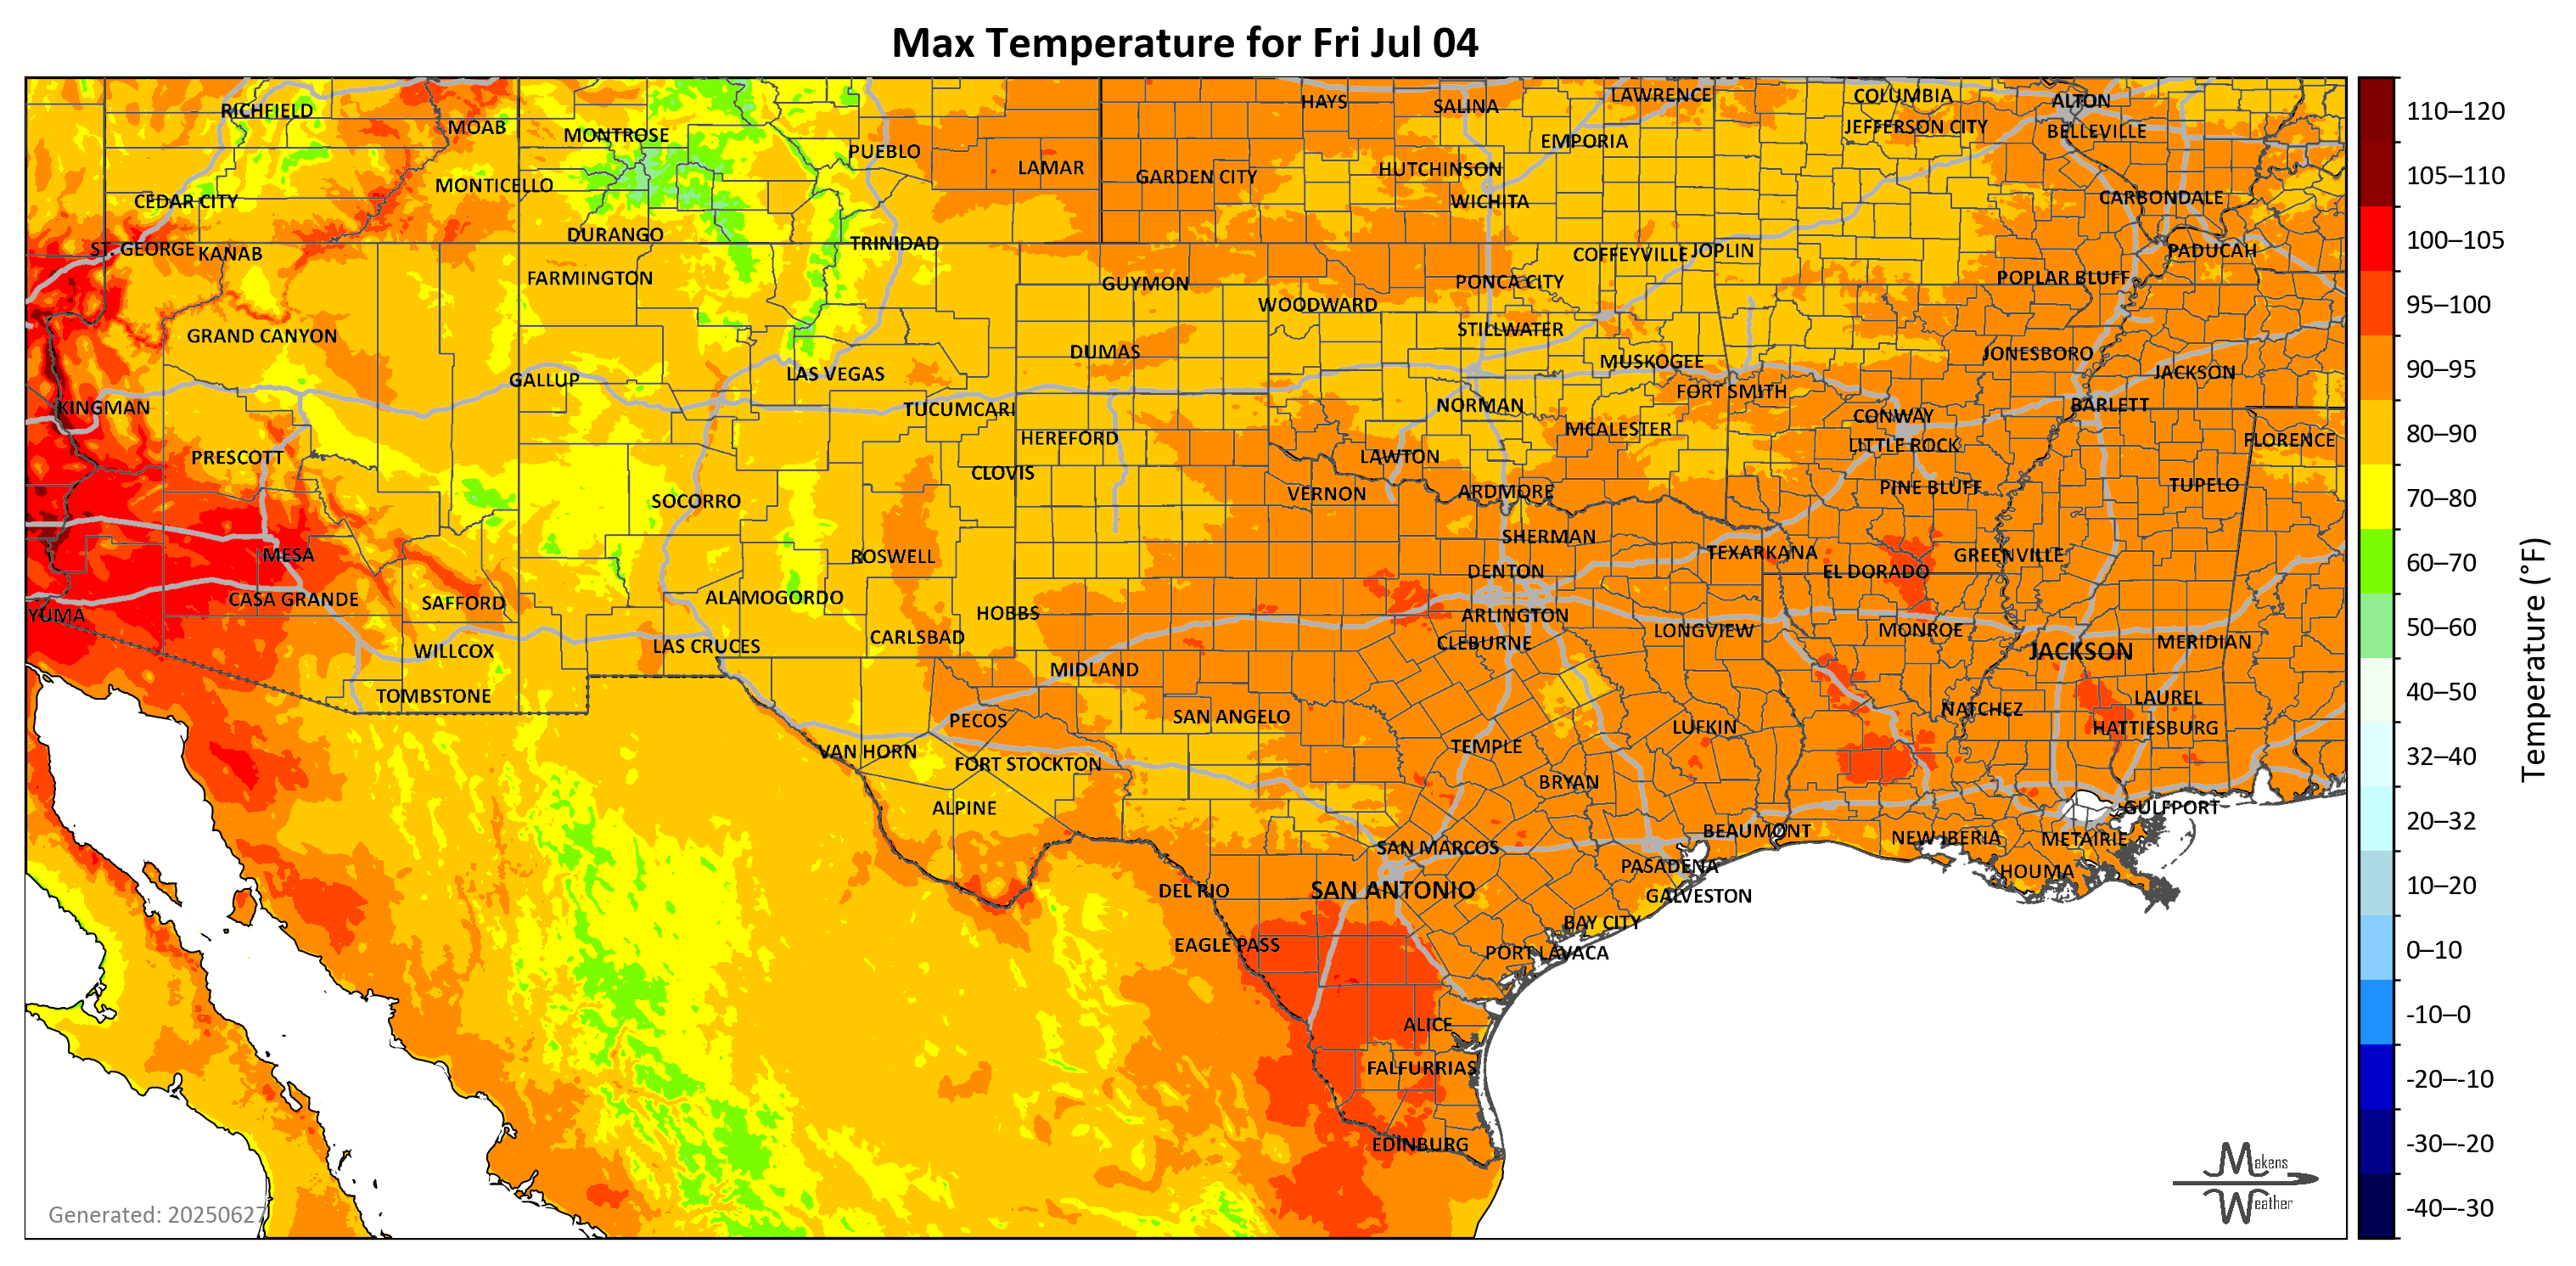 Max Temperature for Fri Jul 04
RICHFIELD
MOAB
MONTROSE
PUEBLO
LAMAR
HAYS
SALINA
LAWRENCE
COLUMBIA
ALTON
EMPORIA
JEFFERSON CITY
BELLEVILLE
CEDAR CITY
MONTICELLO
GARDEN CITY
HUTCHINSON
WICHITA
CARBONDALE
ST. GEORGE
KANAB
DURANGO
TRINIDAD
COFFEYVILLE
JOPLIN
PADUCAH
FARMINGTON
GUYMON
WOODWARD
PONCA CITY
POPLAR BLUFF
GRAND CANYON
STILLWATER
DUMAS
MUSKOGEE
JONESBORO
GALLUP
LAS VEGAS
FORT SMITH
JACKSON
KINGMAN
TUCUMCARI
NORMAN
CONWAY
BARLETT
HEREFORD
MCALESTER
LITTLE ROCK
FLORENCE
PRESCOTT
CLOVIS
LAWTON
SOCORRO
VERNON
ARDMORE
PINE BLUFF
TUPELO
MESA
ROSWELL
SHERMAN
TEXARKANA
GREENVILLE
DENTON
EL DORADO
YUMA
CASA GRANDE
SAFFORD
ALAMOGORDO
HOBBS
ARLINGTON
WILLCOX
LAS CRUCES
CARLSBAD
CLEBURNE
LONGVIEW
MONROE
JACKSON
MERIDIAN
MIDLAND
TOMBSTONE
PECOS
SAN ANGELO
LUFKIN
NATCHEZ
LAUREL
HATTIESBURG
VAN HORN
FORT STOCKTON
TEMPLE
BRYAN
ALPINE
GULFPORT
BEAUMONT
NEW IBERIA
METAIRIE
SAN MARCOS
PASADENA
HOUMA
DEL RIO
SAN ANTONIO
GALVESTON
BAY CITY
EAGLE PASS
PORT LAVACA
ALICE
FALFURRIAS
EDINBURG
Generated: 20250627
Makens
Weather
110–120
105–110
100–105
95–100
90–95
80–90
70–80
60–70
50–60
40–50
32–40
20–32
10–20
0–10
-10–0
-20–-10
-30–-20
-40–-30
Temperature (°F)